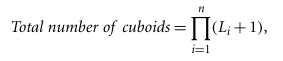 Total number of cuboids = ∏_{i=1}^{n} (L_i + 1),